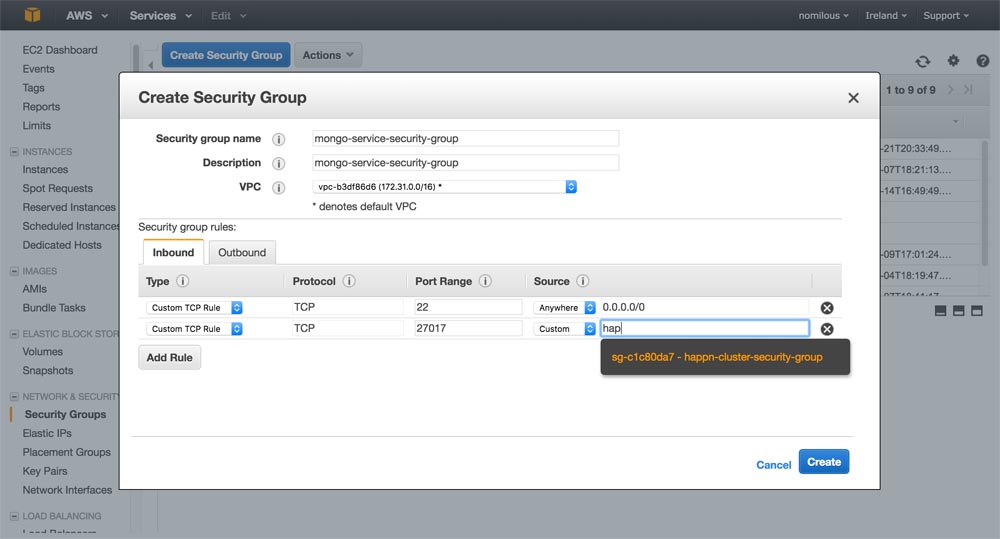 AWS Services Edit nomilous Ireland Support
EC2 Dashboard
Events
Tags
Reports
Limits
INSTANCES
Instances
Spot Requests
Reserved Instances
Scheduled Instances
Dedicated Hosts
IMAGES
AMIs
Bundle Tasks
ELASTIC BLOCK STOR
Volumes
Snapshots
NETWORK & SECURITY
Security Groups
Elastic IPs
Placement Groups
Key Pairs
Network Interfaces
LOAD BALANCING
Load Balancers
Create Security Group Actions
1 to 9 of 9
-21T20:33:49....
-07T18:21:13....
-14T16:49:49....
-09T17:01:24....
-04T18:19:47....
Create Security Group
Security group name mongo-service-security-group
Description mongo-service-security-group
VPC vpc-b3df86d6 (172.31.0.0/16) *
* denotes default VPC
Security group rules:
Inbound Outbound
Type Protocol Port Range Source
Custom TCP Rule TCP 22 Anywhere 0.0.0.0/0
Custom TCP Rule TCP 27017 Custom hap
sg-c1c80da7 - happn-cluster-security-group
Add Rule
Cancel Create